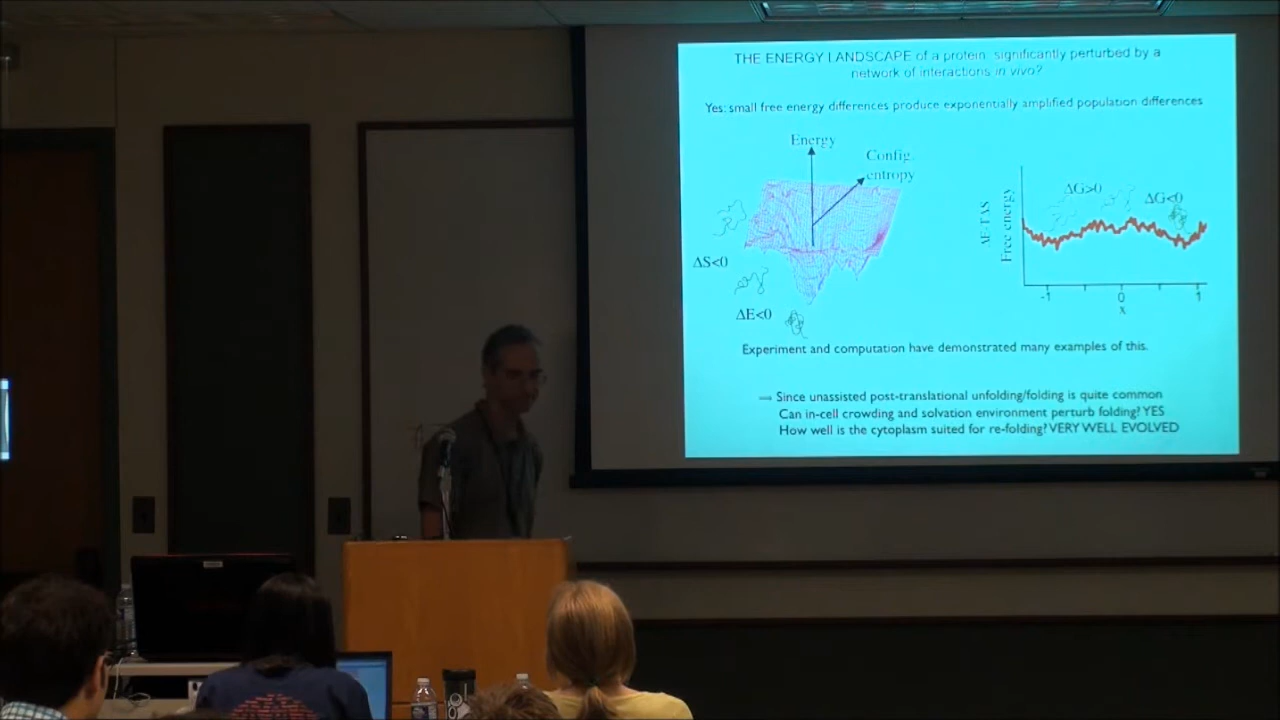 THE ENERGY LANDSCAPE of a protein: significantly perturbed by a
network of interactions in vivo?
Yes: small free energy differences produce exponentially amplified population differences
Energy
Config.
entropy
ΔS<0
ΔE<0
ΔG>0
ΔG<0
ΔE-TΔS
Free energy
-1
0
1
x
Experiment and computation have demonstrated many examples of this.
Since unassisted post-translational unfolding/folding is quite common
Can in-cell crowding and solvation environment perturb folding? YES
How well is the cytoplasm suited for re-folding? VERY WELL EVOLVED